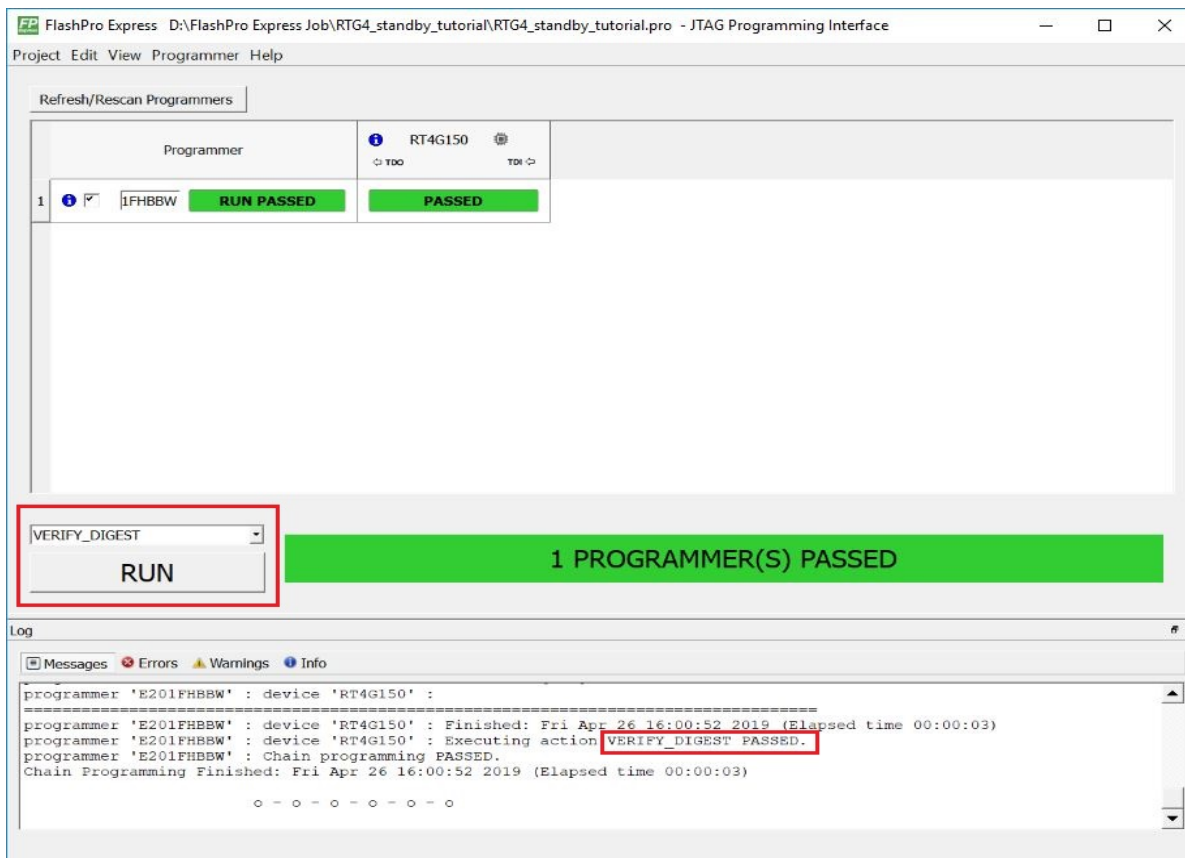 FP FlashPro Express D:\FlashPro Express Job\RTG4_standby_tutorial\RTG4_standby_tutorial.pro - JTAG Programming Interface
Project Edit View Programmer Help
Refresh/Rescan Programmers
Programmer
RT4G150
TDO TDI
1 1FHBBW RUN PASSED PASSED
VERIFY_DIGEST
RUN
1 PROGRAMMER(S) PASSED
Log
Messages Errors Warnings Info
programmer 'E201FHBBW' : device 'RT4G150' :
=====================================================================================
programmer 'E201FHBBW' : device 'RT4G150' : Finished: Fri Apr 26 16:00:52 2019 (Elapsed time 00:00:03)
programmer 'E201FHBBW' : device 'RT4G150' : Executing action VERIFY_DIGEST PASSED.
programmer 'E201FHBBW' : Chain programming PASSED.
Chain Programming Finished: Fri Apr 26 16:00:52 2019 (Elapsed time 00:00:03)
o - o - o - o - o - o